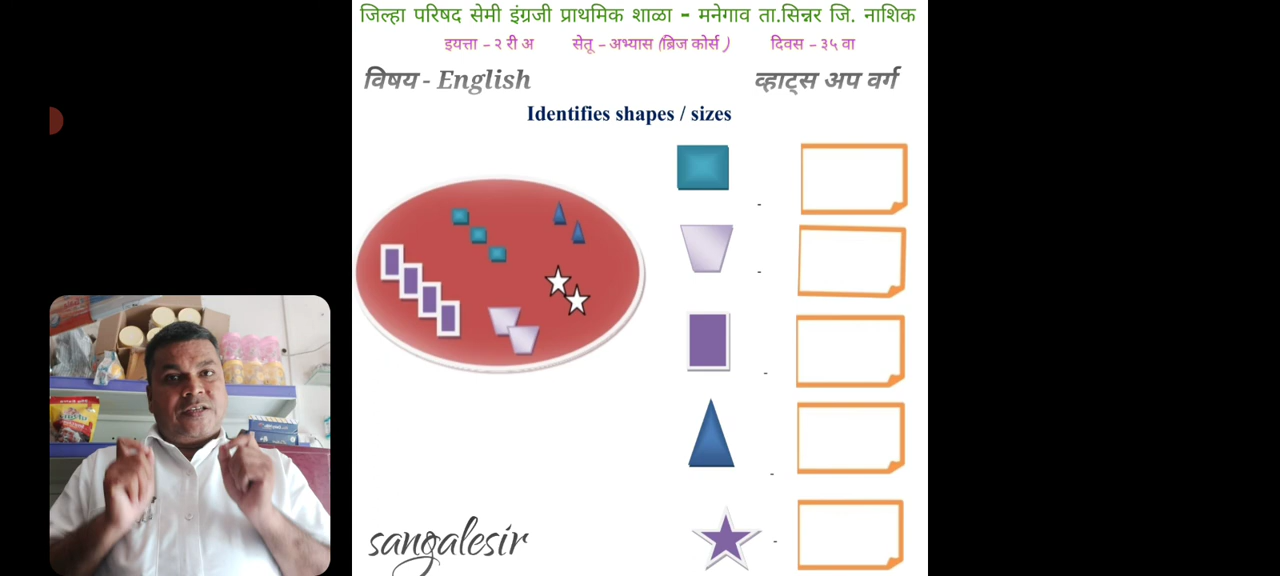 जिल्हा परिषद सेमी इंग्रजी प्राथमिक शाळा - मनेगाव ता.सिन्नर जि. नाशिक
इयत्ता - २ री अ सेतू - अभ्यास (ब्रिज कोर्स ) दिवस - ३५ वा
विषय - English व्हाट्स अप वर्ग
Identifies shapes / sizes
sangalesir